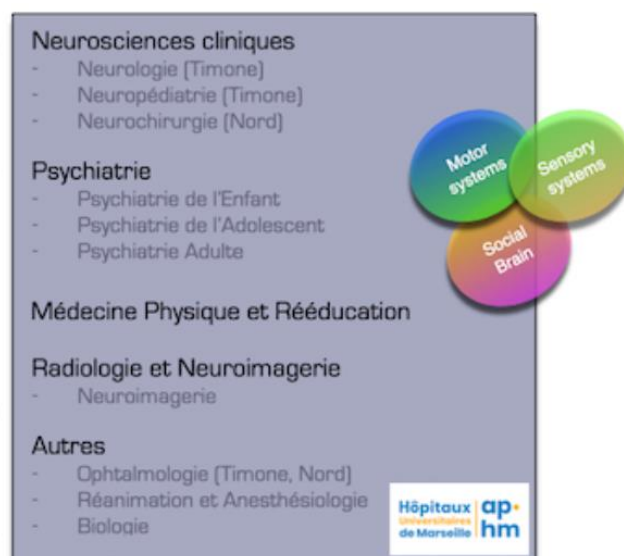 Neurosciences cliniques
- Neurologie (Timone)
- Neuropédiatrie (Timone)
- Neurochirurgie (Nord)
Psychiatrie
- Psychiatrie de l'Enfant
- Psychiatrie de l'Adolescent
- Psychiatrie Adulte
Médecine Physique et Rééducation
Radiologie et Neuroimagerie
- Neuroimagerie
Autres
- Ophtalmologie (Timone, Nord)
- Réanimation et Anesthésiologie
- Biologie
Motor
systems
Sensory
systems
Social
Brain
Hôpitaux
Universitaires
de Marseille
ap·
hm